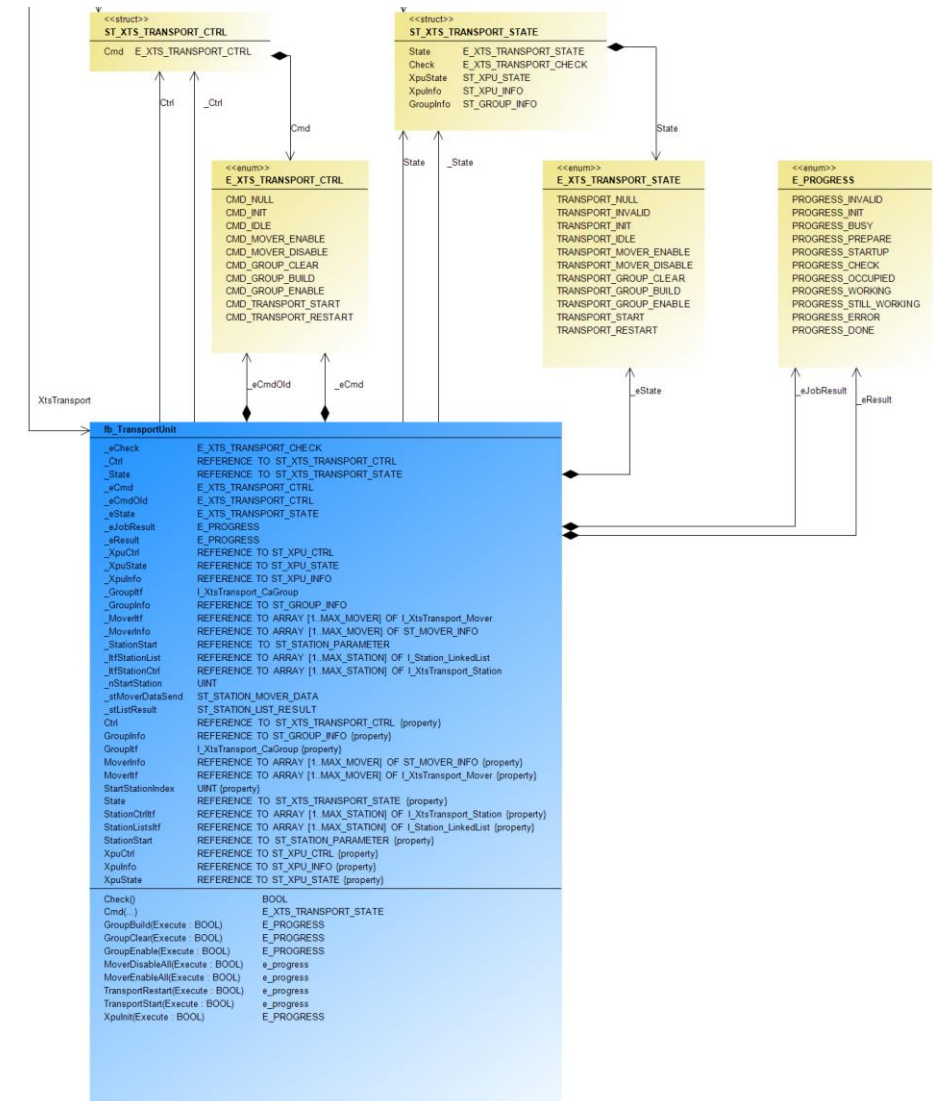 <<struct>>
ST_XTS_TRANSPORT_CTRL
Cmd E_XTS_TRANSPORT_CTRL
<<struct>>
ST_XTS_TRANSPORT_STATE
State E_XTS_TRANSPORT_STATE
Check E_XTS_TRANSPORT_CHECK
XpuState ST_XPU_STATE
XpuInfo ST_XPU_INFO
GroupInfo ST_GROUP_INFO
Ctrl
_Ctrl
Cmd
State
_State
State
<<enum>>
E_XTS_TRANSPORT_CTRL
CMD_NULL
CMD_INIT
CMD_IDLE
CMD_MOVER_ENABLE
CMD_MOVER_DISABLE
CMD_GROUP_CLEAR
CMD_GROUP_BUILD
CMD_GROUP_ENABLE
CMD_TRANSPORT_START
CMD_TRANSPORT_RESTART
<<enum>>
E_XTS_TRANSPORT_STATE
TRANSPORT_NULL
TRANSPORT_INVALID
TRANSPORT_INIT
TRANSPORT_IDLE
TRANSPORT_MOVER_ENABLE
TRANSPORT_MOVER_DISABLE
TRANSPORT_GROUP_CLEAR
TRANSPORT_GROUP_BUILD
TRANSPORT_GROUP_ENABLE
TRANSPORT_START
TRANSPORT_RESTART
<<enum>>
E_PROGRESS
PROGRESS_INVALID
PROGRESS_INIT
PROGRESS_BUSY
PROGRESS_PREPARE
PROGRESS_STARTUP
PROGRESS_CHECK
PROGRESS_OCCUPIED
PROGRESS_WORKING
PROGRESS_STILL_WORKING
PROGRESS_ERROR
PROGRESS_DONE
XtsTransport
_eCmdOld
_eCmd
_eState
_eJobResult
_eResult
fb_TransportUnit
_eCheck E_XTS_TRANSPORT_CHECK
_Ctrl REFERENCE TO ST_XTS_TRANSPORT_CTRL
_State REFERENCE TO ST_XTS_TRANSPORT_STATE
_eCmd E_XTS_TRANSPORT_CTRL
_eCmdOld E_XTS_TRANSPORT_CTRL
_eState E_XTS_TRANSPORT_STATE
_eJobResult E_PROGRESS
_eResult E_PROGRESS
_XpuCtrl REFERENCE TO ST_XPU_CTRL
_XpuState REFERENCE TO ST_XPU_STATE
_XpuInfo REFERENCE TO ST_XPU_INFO
_GroupItf I_XtsTransport_CaGroup
_GroupInfo REFERENCE TO ST_GROUP_INFO
_MoverItf REFERENCE TO ARRAY [1..MAX_MOVER] OF I_XtsTransport_Mover
_MoverInfo REFERENCE TO ARRAY [1..MAX_MOVER] OF ST_MOVER_INFO
_StationStart REFERENCE TO ST_STATION_PARAMETER
_ItfStationList REFERENCE TO ARRAY [1..MAX_STATION] OF I_Station_LinkedList
_ItfStationCtrl REFERENCE TO ARRAY [1..MAX_STATION] OF I_XtsTransport_Station
_nStartStation UINT
_stMoverDataSend ST_STATION_MOVER_DATA
_stListResult ST_STATION_LIST_RESULT
Ctrl REFERENCE TO ST_XTS_TRANSPORT_CTRL {property}
GroupInfo REFERENCE TO ST_GROUP_INFO {property}
GroupItf I_XtsTransport_CaGroup {property}
MoverInfo REFERENCE TO ARRAY [1..MAX_MOVER] OF ST_MOVER_INFO {property}
MoverItf REFERENCE TO ARRAY [1..MAX_MOVER] OF I_XtsTransport_Mover {property}
StartStationIndex UINT {property}
State REFERENCE TO ST_XTS_TRANSPORT_STATE {property}
StationCtrlItf REFERENCE TO ARRAY [1..MAX_STATION] OF I_XtsTransport_Station {property}
StationListsItf REFERENCE TO ARRAY [1..MAX_STATION] OF I_Station_LinkedList {property}
StationStart REFERENCE TO ST_STATION_PARAMETER {property}
XpuCtrl REFERENCE TO ST_XPU_CTRL {property}
XpuInfo REFERENCE TO ST_XPU_INFO {property}
XpuState REFERENCE TO ST_XPU_STATE {property}
Check() BOOL
Cmd(...) E_XTS_TRANSPORT_STATE
GroupBuild(Execute : BOOL) E_PROGRESS
GroupClear(Execute : BOOL) E_PROGRESS
GroupEnable(Execute : BOOL) E_PROGRESS
MoverDisableAll(Execute : BOOL) e_progress
MoverEnableAll(Execute : BOOL) e_progress
TransportRestart(Execute : BOOL) e_progress
TransportStart(Execute : BOOL) e_progress
XpuInit(Execute : BOOL) E_PROGRESS